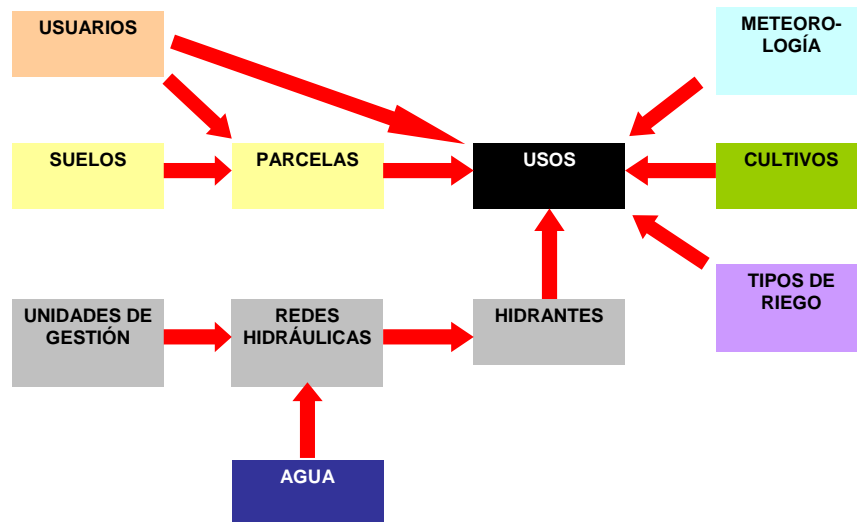 USUARIOS
METEORO-
LOGÍA
SUELOS
PARCELAS
USOS
CULTIVOS
UNIDADES DE
GESTIÓN
REDES
HIDRÁULICAS
HIDRANTES
TIPOS DE
RIEGO
AGUA